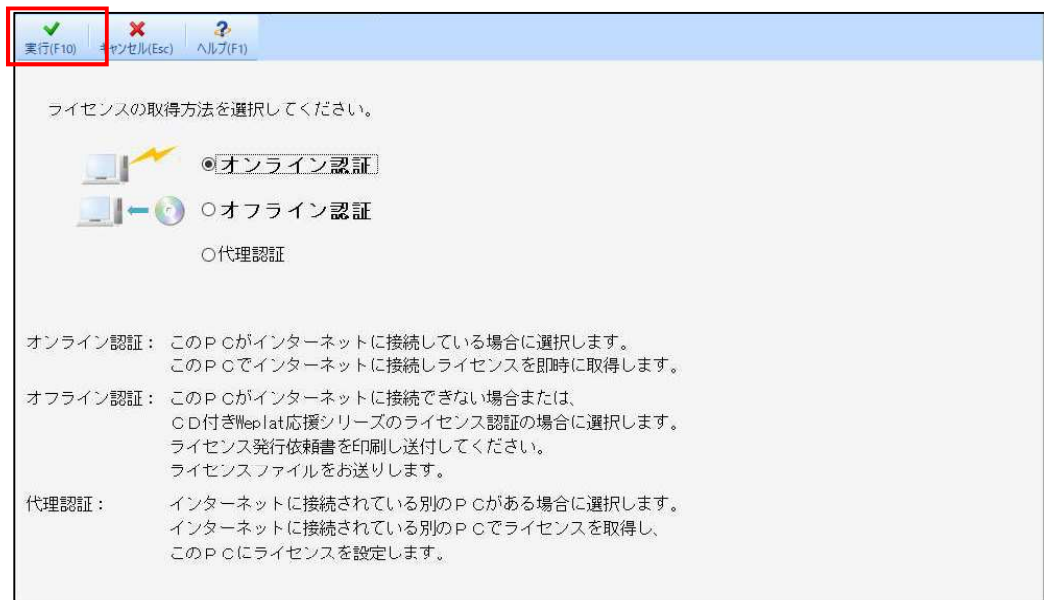 実行(F10) キャンセル(Esc) ヘルプ(F1)
ライセンスの取得方法を選択してください。
オンライン認証
オフライン認証
代理認証
オンライン認証： このＰＣがインターネットに接続している場合に選択します。
このＰＣでインターネットに接続しライセンスを即時に取得します。
オフライン認証： このＰＣがインターネットに接続できない場合または、
ＣＤ付きWeplat応援シリーズのライセンス認証の場合に選択します。
ライセンス発行依頼書を印刷し送付してください。
ライセンスファイルをお送りします。
代理認証： インターネットに接続されている別のＰＣがある場合に選択します。
インターネットに接続されている別のＰＣでライセンスを取得し、
このＰＣにライセンスを設定します。